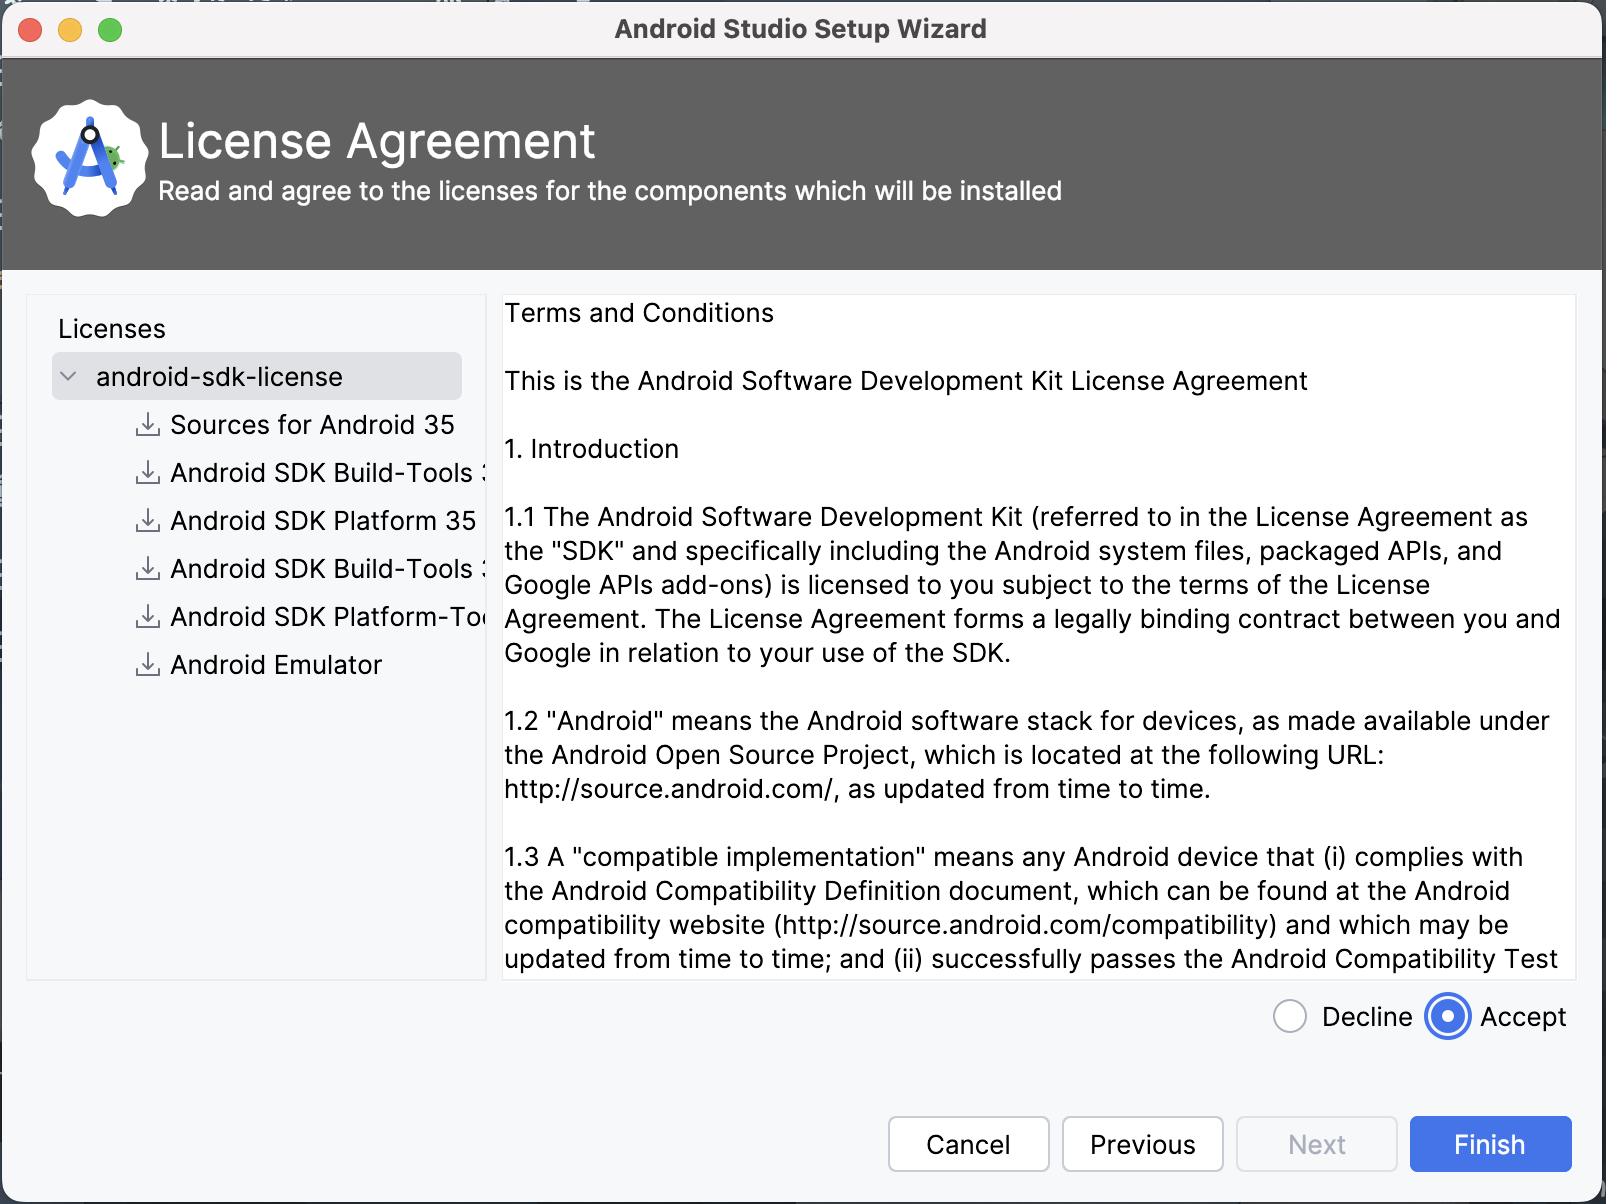 Android Studio Setup Wizard
License Agreement
Read and agree to the licenses for the components which will be installed
Licenses
android-sdk-license
Sources for Android 35
Android SDK Build-Tools
Android SDK Platform 35
Android SDK Build-Tools
Android SDK Platform-Too
Android Emulator
Terms and Conditions
This is the Android Software Development Kit License Agreement
1. Introduction
1.1 The Android Software Development Kit (referred to in the License Agreement as
the "SDK" and specifically including the Android system files, packaged APIs, and
Google APIs add-ons) is licensed to you subject to the terms of the License
Agreement. The License Agreement forms a legally binding contract between you and
Google in relation to your use of the SDK.
1.2 "Android" means the Android software stack for devices, as made available under
the Android Open Source Project, which is located at the following URL:
http://source.android.com/, as updated from time to time.
1.3 A "compatible implementation" means any Android device that (i) complies with
the Android Compatibility Definition document, which can be found at the Android
compatibility website (http://source.android.com/compatibility) and which may be
updated from time to time; and (ii) successfully passes the Android Compatibility Test
Decline Accept
Cancel Previous Next Finish